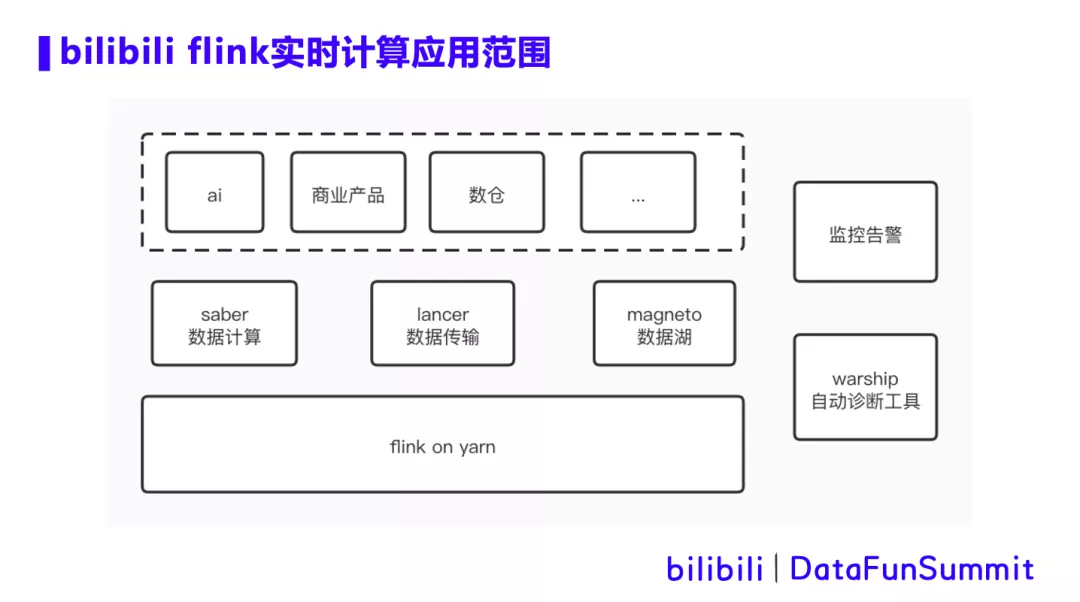 bilibili flink实时计算应用范围
ai
商业产品
数仓
...
监控告警
saber
数据计算
lancer
数据传输
magneto
数据湖
warship
自动诊断工具
flink on yarn
bilibili | DataFunSummit